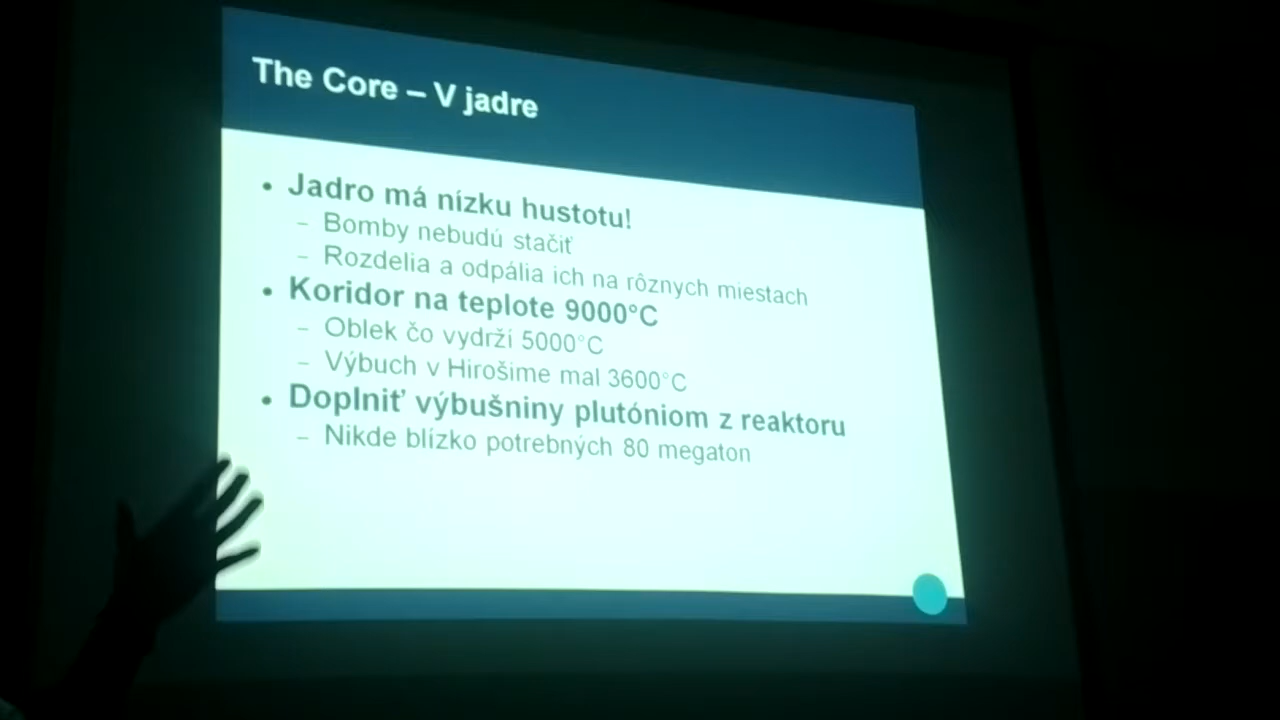 The Core – V jadre
• Jadro má nízku hustotu!
– Bomby nebudú stačiť
– Rozdelia a odpália ich na rôznych miestach
• Koridor na teplote 9000°C
– Oblek čo vydrží 5000°C
– Výbuch v Hirošime mal 3600°C
• Doplniť výbušniny plutóniom z reaktoru
– Nikde blízko potrebných 80 megaton